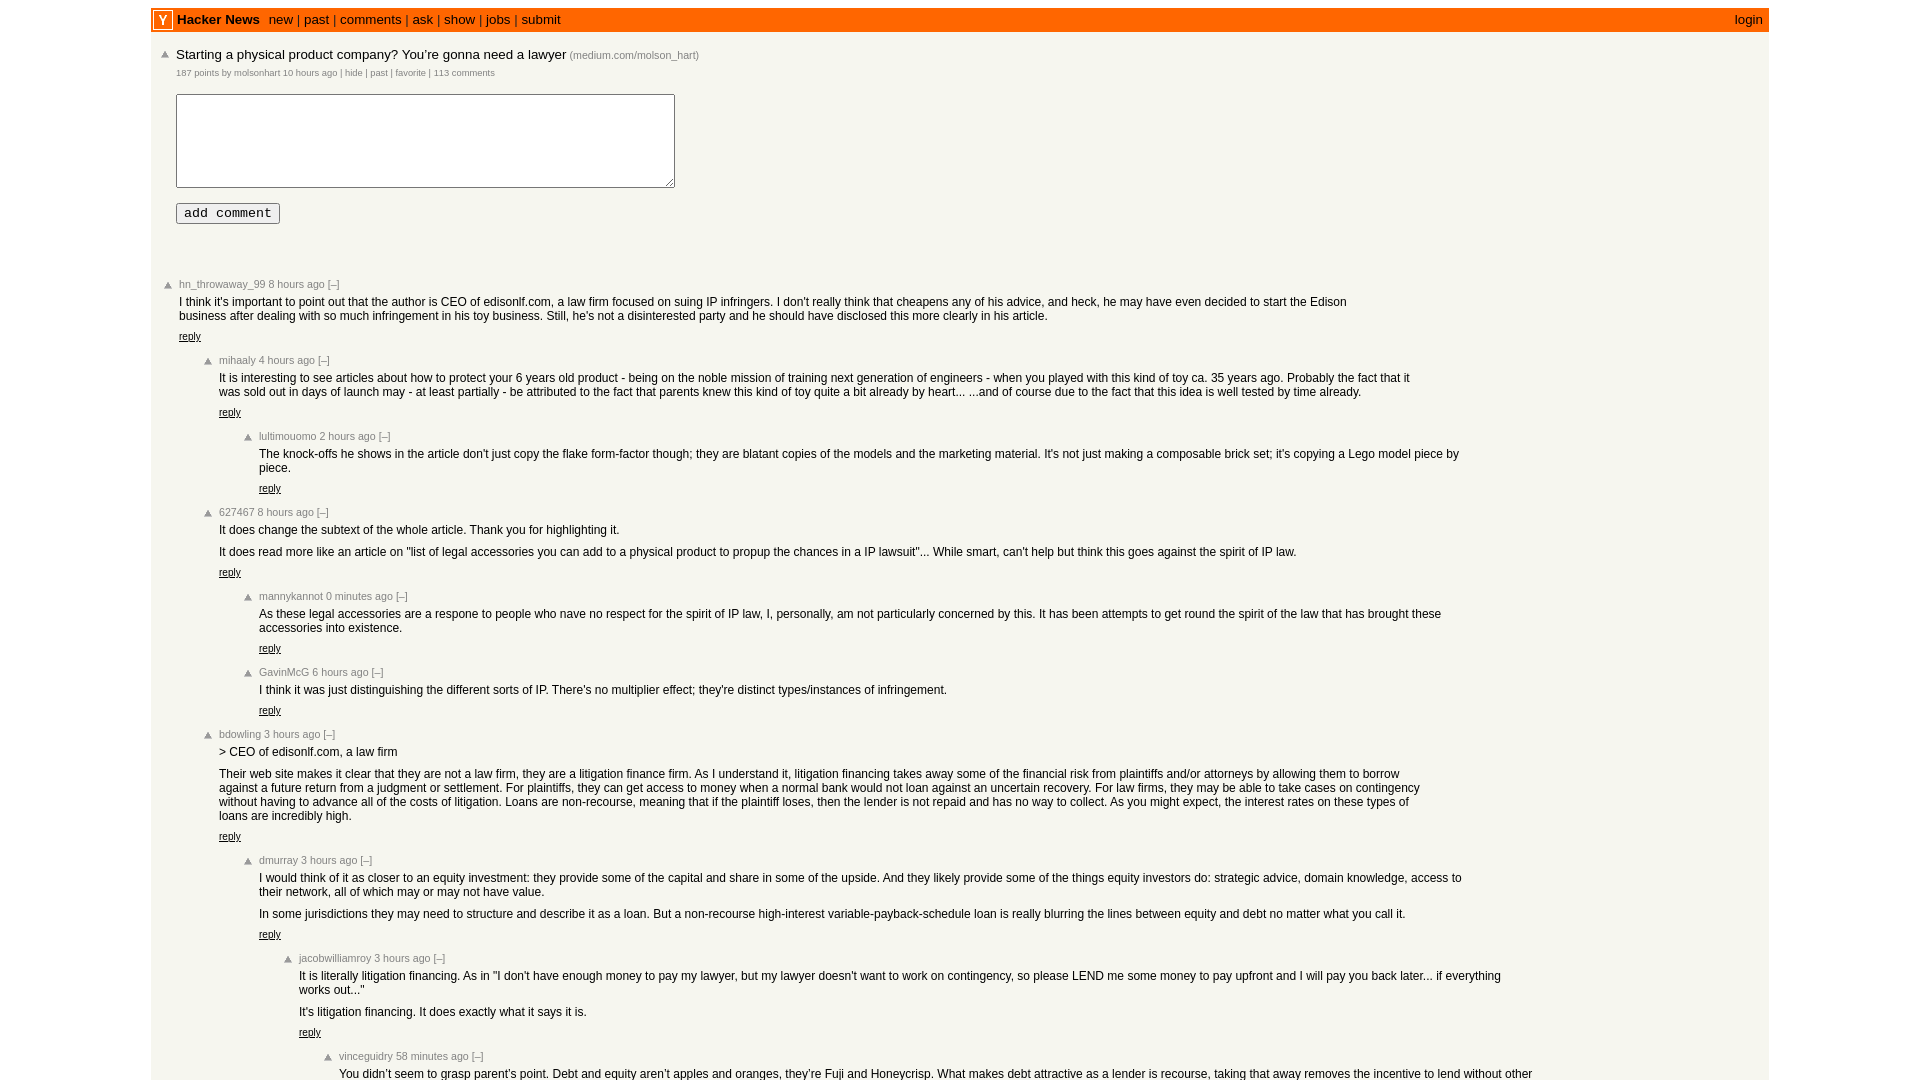 Y Hacker News new | past | comments | ask | show | jobs | submit login
Starting a physical product company? You’re gonna need a lawyer (medium.com/molson_hart)
187 points by molsonhart 10 hours ago | hide | past | favorite | 113 comments
add comment
hn_throwaway_99 8 hours ago [–]
I think it's important to point out that the author is CEO of edisonlf.com, a law firm focused on suing IP infringers. I don't really think that cheapens any of his advice, and heck, he may have even decided to start the Edison
business after dealing with so much infringement in his toy business. Still, he's not a disinterested party and he should have disclosed this more clearly in his article.
reply
mihaaly 4 hours ago [–]
It is interesting to see articles about how to protect your 6 years old product - being on the noble mission of training next generation of engineers - when you played with this kind of toy ca. 35 years ago. Probably the fact that it
was sold out in days of launch may - at least partially - be attributed to the fact that parents knew this kind of toy quite a bit already by heart... ...and of course due to the fact that this idea is well tested by time already.
reply
lultimouomo 2 hours ago [–]
The knock-offs he shows in the article don't just copy the flake form-factor though; they are blatant copies of the models and the marketing material. It's not just making a composable brick set; it's copying a Lego model piece by
piece.
reply
627467 8 hours ago [–]
It does change the subtext of the whole article. Thank you for highlighting it.
It does read more like an article on "list of legal accessories you can add to a physical product to propup the chances in a IP lawsuit"... While smart, can't help but think this goes against the spirit of IP law.
reply
mannykannot 0 minutes ago [–]
As these legal accessories are a respone to people who nave no respect for the spirit of IP law, I, personally, am not particularly concerned by this. It has been attempts to get round the spirit of the law that has brought these
accessories into existence.
reply
GavinMcG 6 hours ago [–]
I think it was just distinguishing the different sorts of IP. There's no multiplier effect; they're distinct types/instances of infringement.
reply
bdowling 3 hours ago [–]
> CEO of edisonlf.com, a law firm
Their web site makes it clear that they are not a law firm, they are a litigation finance firm. As I understand it, litigation financing takes away some of the financial risk from plaintiffs and/or attorneys by allowing them to borrow
against a future return from a judgment or settlement. For plaintiffs, they can get access to money when a normal bank would not loan against an uncertain recovery. For law firms, they may be able to take cases on contingency
without having to advance all of the costs of litigation. Loans are non-recourse, meaning that if the plaintiff loses, then the lender is not repaid and has no way to collect. As you might expect, the interest rates on these types of
loans are incredibly high.
reply
dmurray 3 hours ago [–]
I would think of it as closer to an equity investment: they provide some of the capital and share in some of the upside. And they likely provide some of the things equity investors do: strategic advice, domain knowledge, access to
their network, all of which may or may not have value.
In some jurisdictions they may need to structure and describe it as a loan. But a non-recourse high-interest variable-payback-schedule loan is really blurring the lines between equity and debt no matter what you call it.
reply
jacobwilliamroy 3 hours ago [–]
It is literally litigation financing. As in "I don't have enough money to pay my lawyer, but my lawyer doesn't want to work on contingency, so please LEND me some money to pay upfront and I will pay you back later... if everything
works out..."
It's litigation financing. It does exactly what it says it is.
reply
vinceguidry 58 minutes ago [–]
You didn’t seem to grasp parent’s point. Debt and equity aren’t apples and oranges, they’re Fuji and Honeycrisp. What makes debt attractive as a lender is recourse, taking that away removes the incentive to lend without other